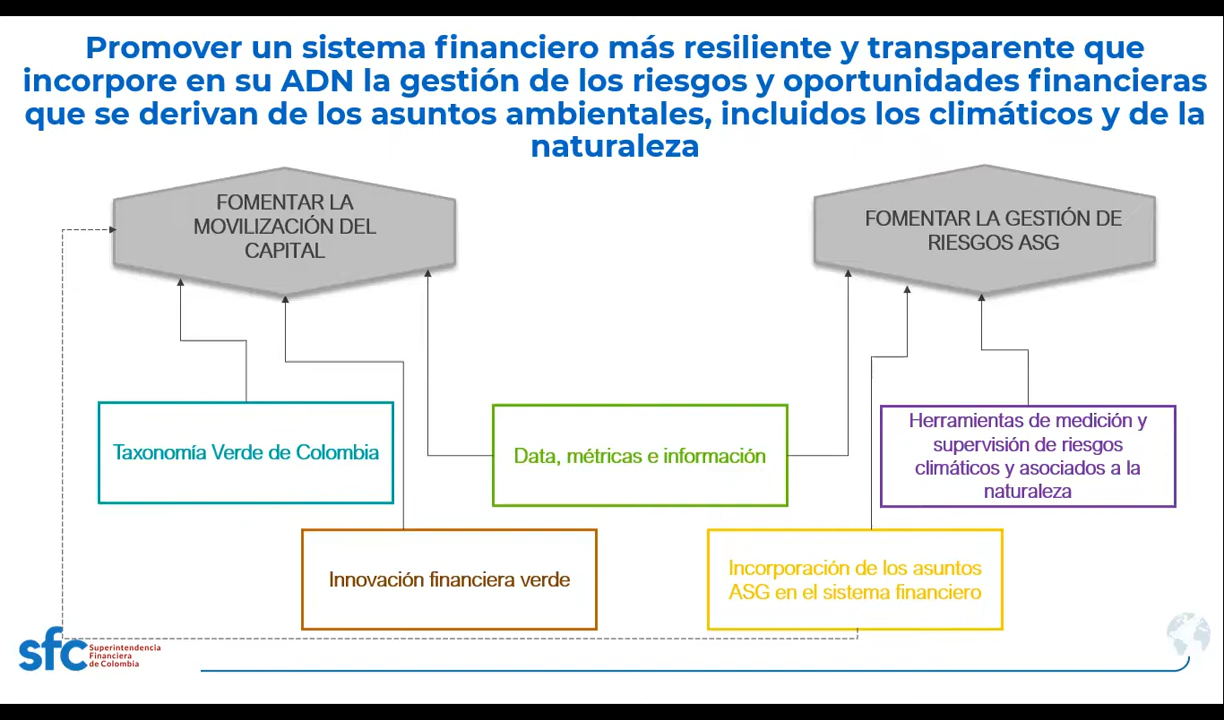 Promover un sistema financiero más resiliente y transparente que
incorpore en su ADN la gestión de los riesgos y oportunidades financieras
que se derivan de los asuntos ambientales, incluidos los climáticos y de la
naturaleza
FOMENTAR LA
MOVILIZACIÓN DEL
CAPITAL
FOMENTAR LA GESTIÓN DE
RIESGOS ASG
Taxonomía Verde de Colombia
Data, métricas e información
Herramientas de medición y
supervisión de riesgos
climáticos y asociados a la
naturaleza
Innovación financiera verde
Incorporación de los asuntos
ASG en el sistema financiero
sfc
Superintendencia
Financiera
de Colombia